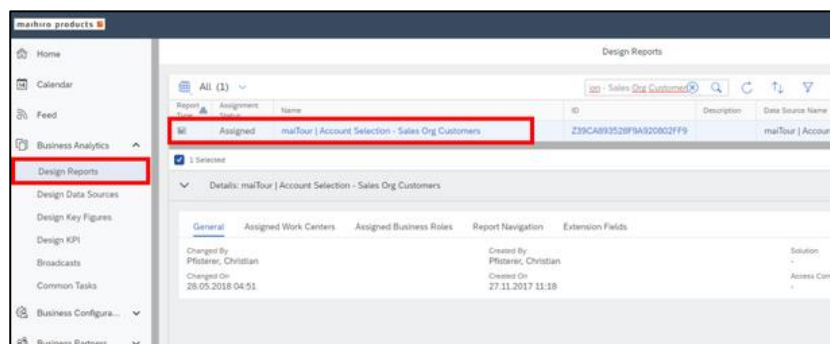 maihiro products
Home
Calendar
Feed
Business Analytics
Design Reports
Design Data Sources
Design Key Figures
Design KPI
Broadcasts
Common Tasks
Business Configura...
Business Partners
Design Reports
All (1)
ion - Sales Org Customers
Report Type
Assignment Status
Name
ID
Description
Data Source Name
Assigned
maiTour | Account Selection - Sales Org Customers
maiTour | Accoun
1 Selected
Details: maiTour | Account Selection - Sales Org Customers
General
Assigned Work Centers
Assigned Business Roles
Report Navigation
Extension Fields
Changed By
Pfisterer, Christian
Created By
Pfisterer, Christian
Solution
-
Changed On
28.05.2018 04:51
Created On
27.11.2017 11:18
Access Con
-